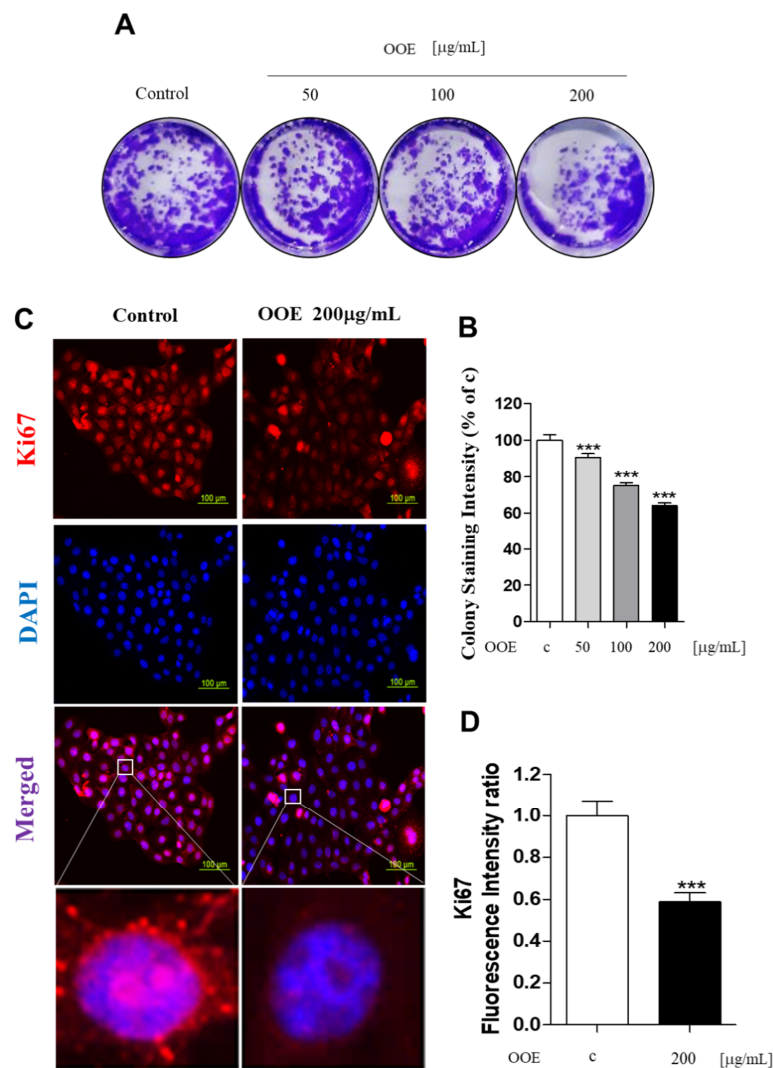 A
OOE [µg/mL]
Control 50 100 200
C
Control OOE 200µg/mL
Ki67
100 µm 100 µm
DAPI
100 µm 100 µm
Merged
100 µm 100 µm
B
Colony Staining Intensity (% of c)
120
100
80
60
40
20
0
***
***
***
OOE c 50 100 200 [µg/mL]
D
Ki67
Fluorescence Intensity ratio
1.2
1.0
0.8
0.6
0.4
0.2
0.0
***
OOE c 200 [µg/mL]